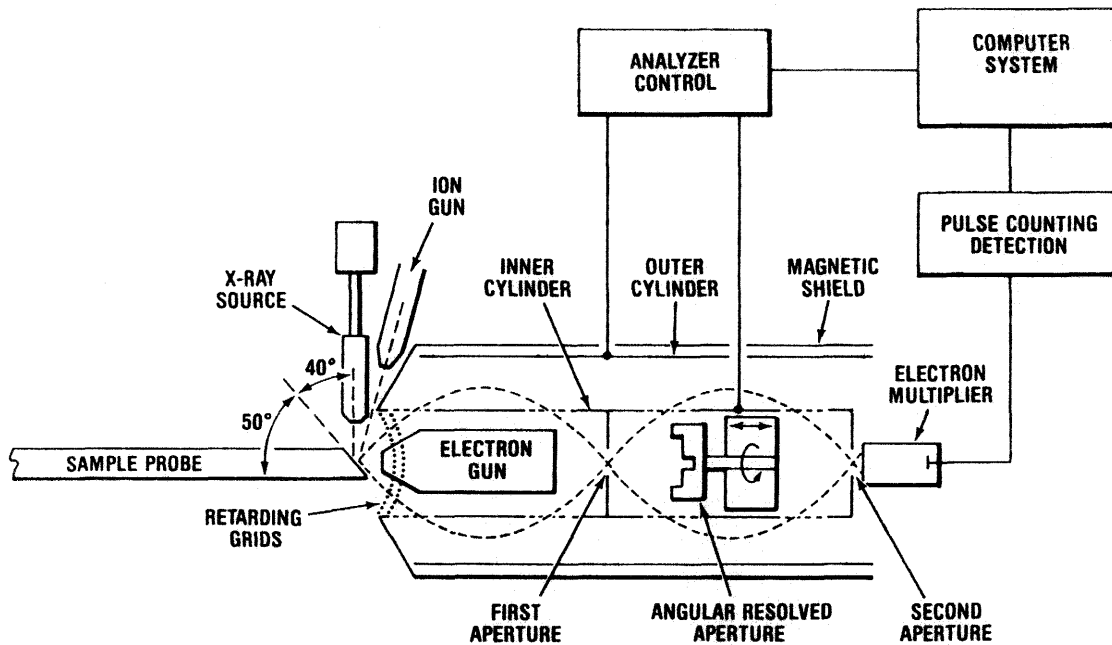 ANALYZER
CONTROL
COMPUTER
SYSTEM
ION
GUN
PULSE COUNTING
DETECTION
X-RAY
SOURCE
INNER
CYLINDER
OUTER
CYLINDER
MAGNETIC
SHIELD
40°
50°
ELECTRON
MULTIPLIER
SAMPLE PROBE
ELECTRON
GUN
RETARDING
GRIDS
FIRST
APERTURE
ANGULAR RESOLVED
APERTURE
SECOND
APERTURE